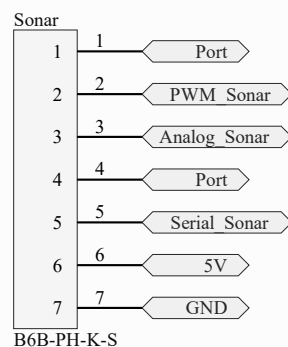 Sonar
1 1 Port
2 2 PWM_Sonar
3 3 Analog_Sonar
4 4 Port
5 5 Serial_Sonar
6 6 5V
7 7 GND
B6B-PH-K-S